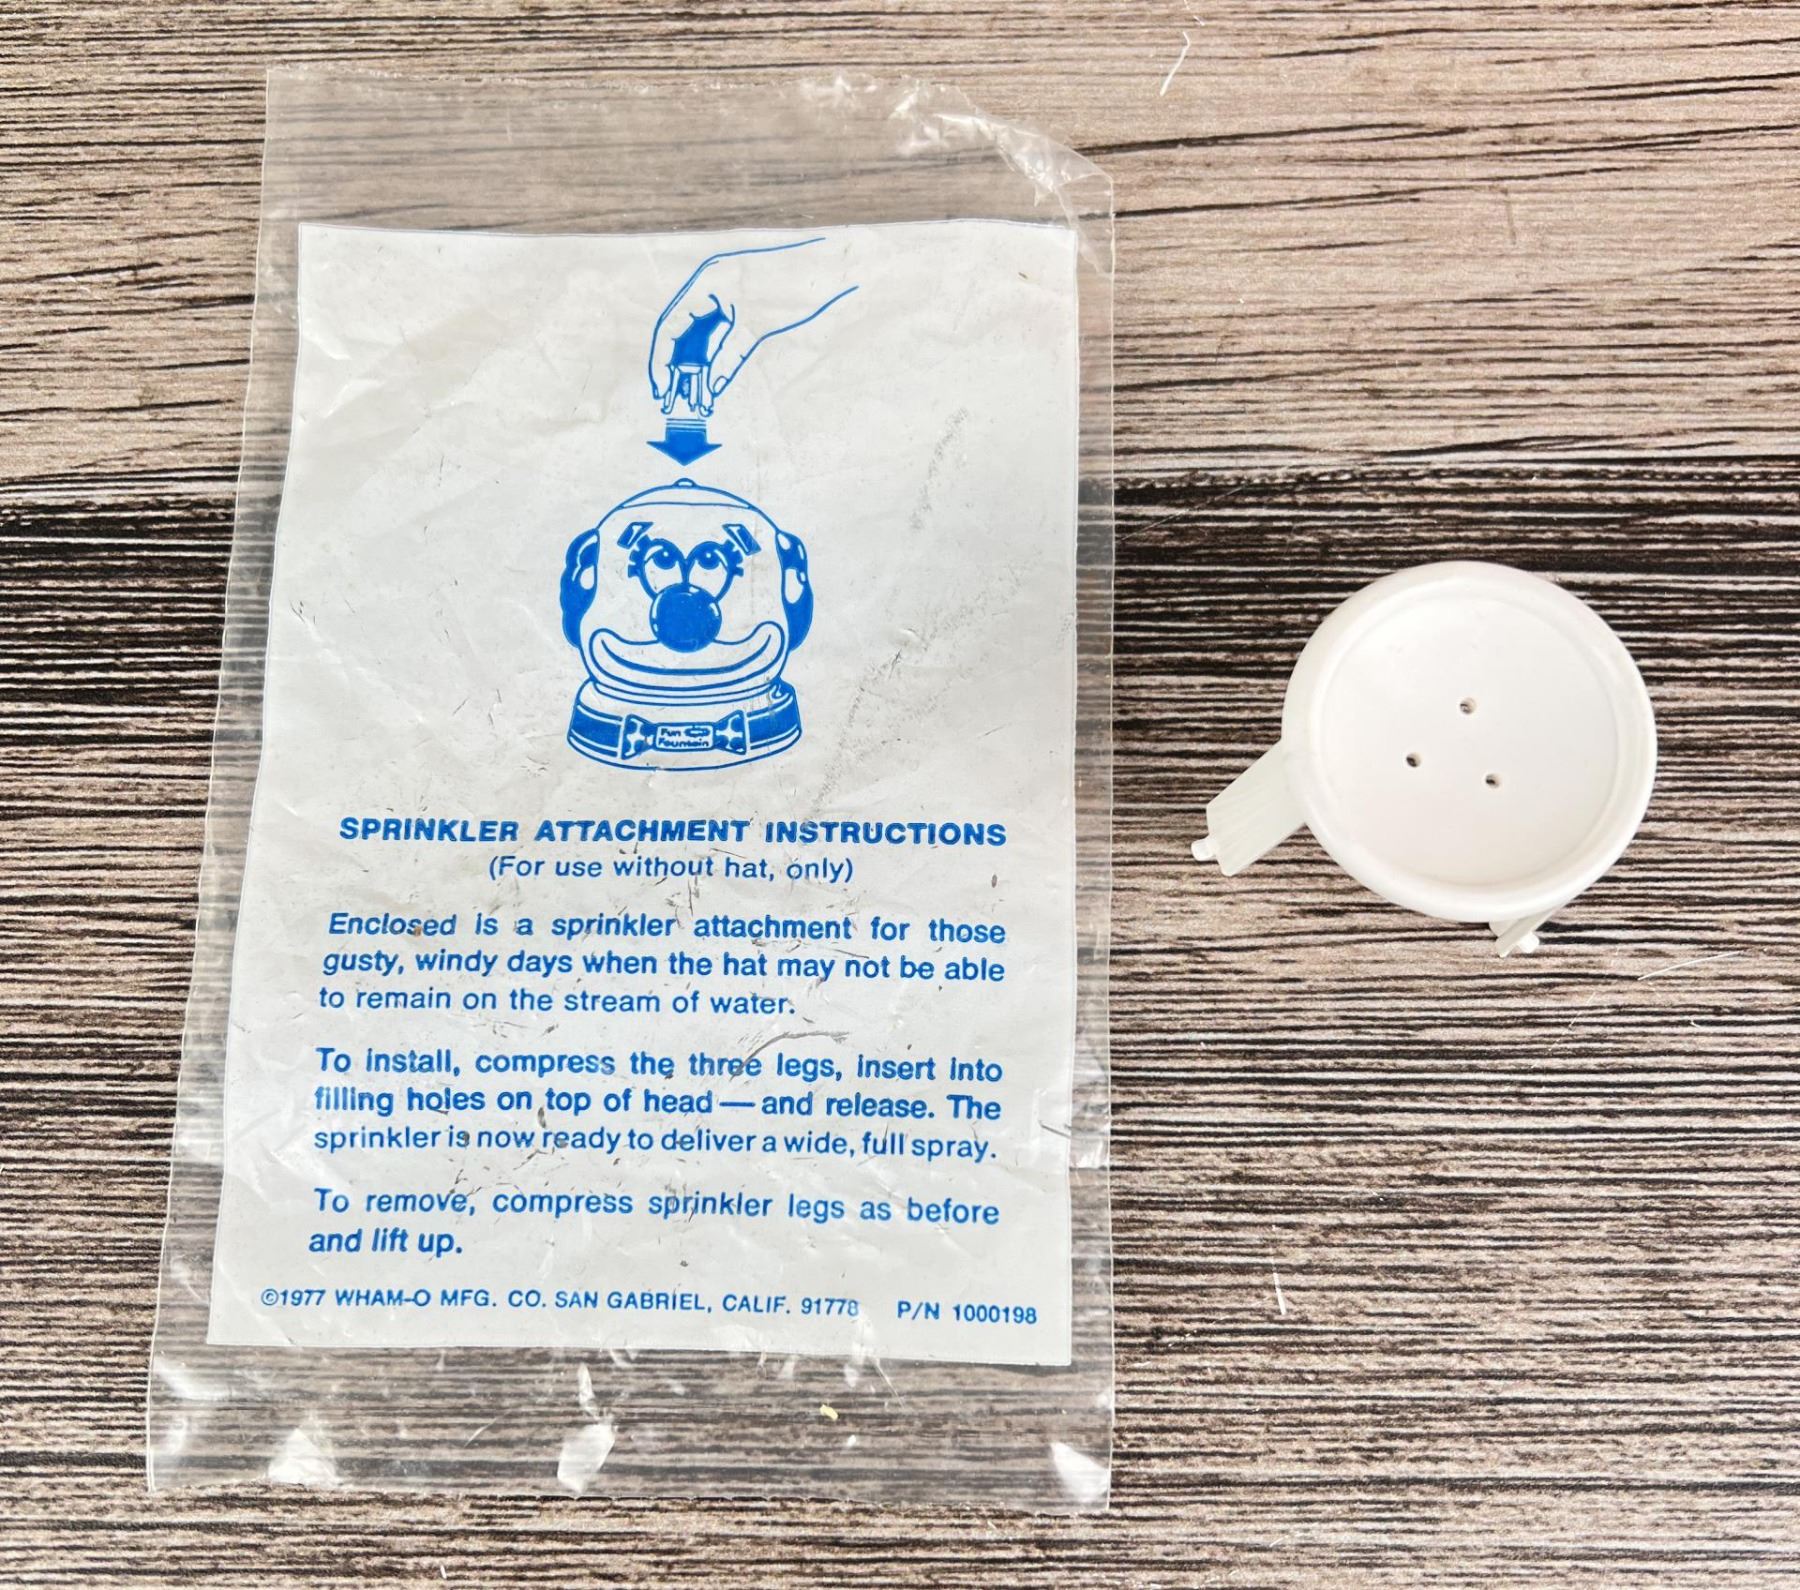 Fun
Fountain
SPRINKLER ATTACHMENT INSTRUCTIONS
(For use without hat, only)
Enclosed is a sprinkler attachment for those
gusty, windy days when the hat may not be able
to remain on the stream of water.
To install, compress the three legs, insert into
filling holes on top of head — and release. The
sprinkler is now ready to deliver a wide, full spray.
To remove, compress sprinkler legs as before
and lift up.
©1977 WHAM-O MFG. CO. SAN GABRIEL, CALIF. 91778 P/N 1000198